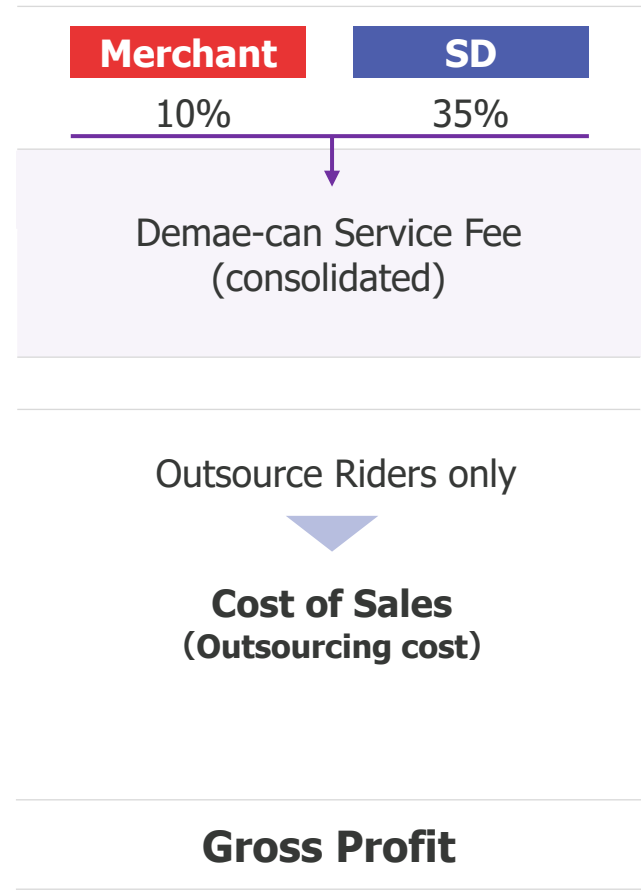 Merchant SD
10% 35%
Demae-can Service Fee
(consolidated)
Outsource Riders only
Cost of Sales
（Outsourcing cost）
Gross Profit